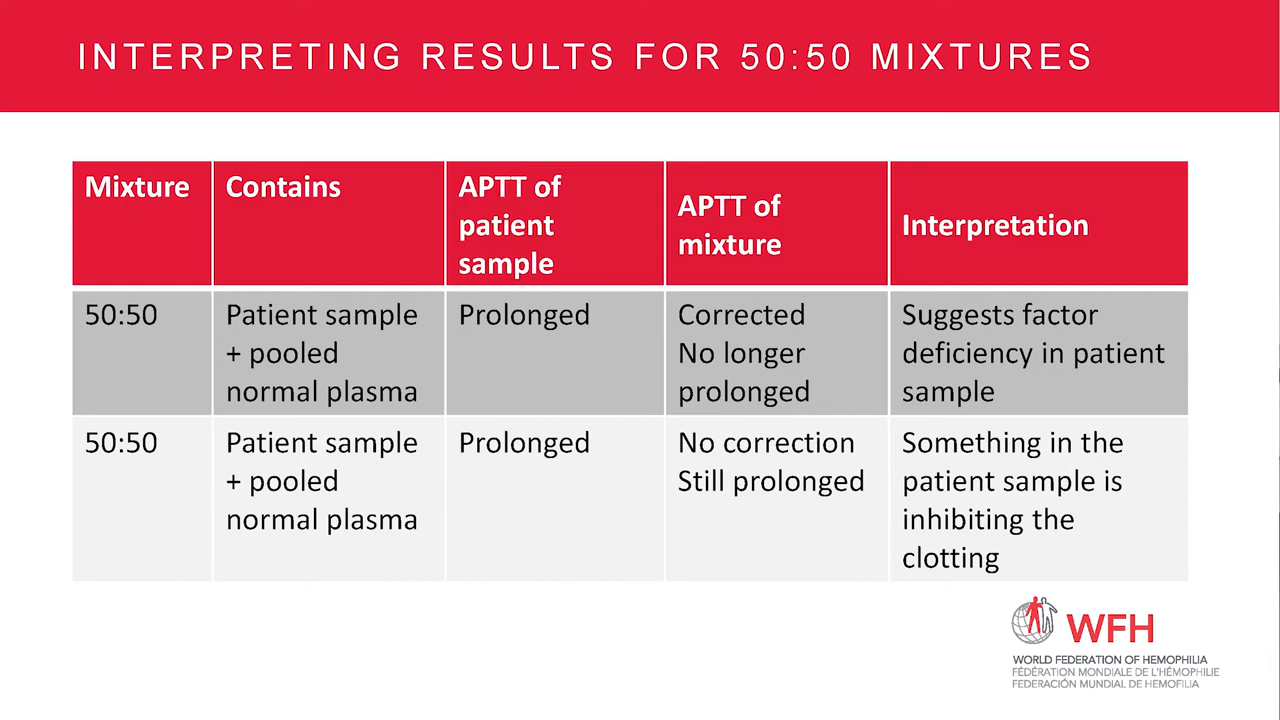 INTERPRETING RESULTS FOR 50:50 MIXTURES
Mixture
Contains
APTT of
patient
sample
APTT of
mixture
Interpretation
50:50
Patient sample
+ pooled
normal plasma
Prolonged
Corrected
No longer
prolonged
Suggests factor
deficiency in patient
sample
50:50
Patient sample
+ pooled
normal plasma
Prolonged
No correction
Still prolonged
Something in the
patient sample is
inhibiting the
clotting
WFH
WORLD FEDERATION OF HEMOPHILIA
FÉDÉRATION MONDIALE DE L'HÉMOPHILIE
FEDERACIÓN MUNDIAL DE HEMOFILIA